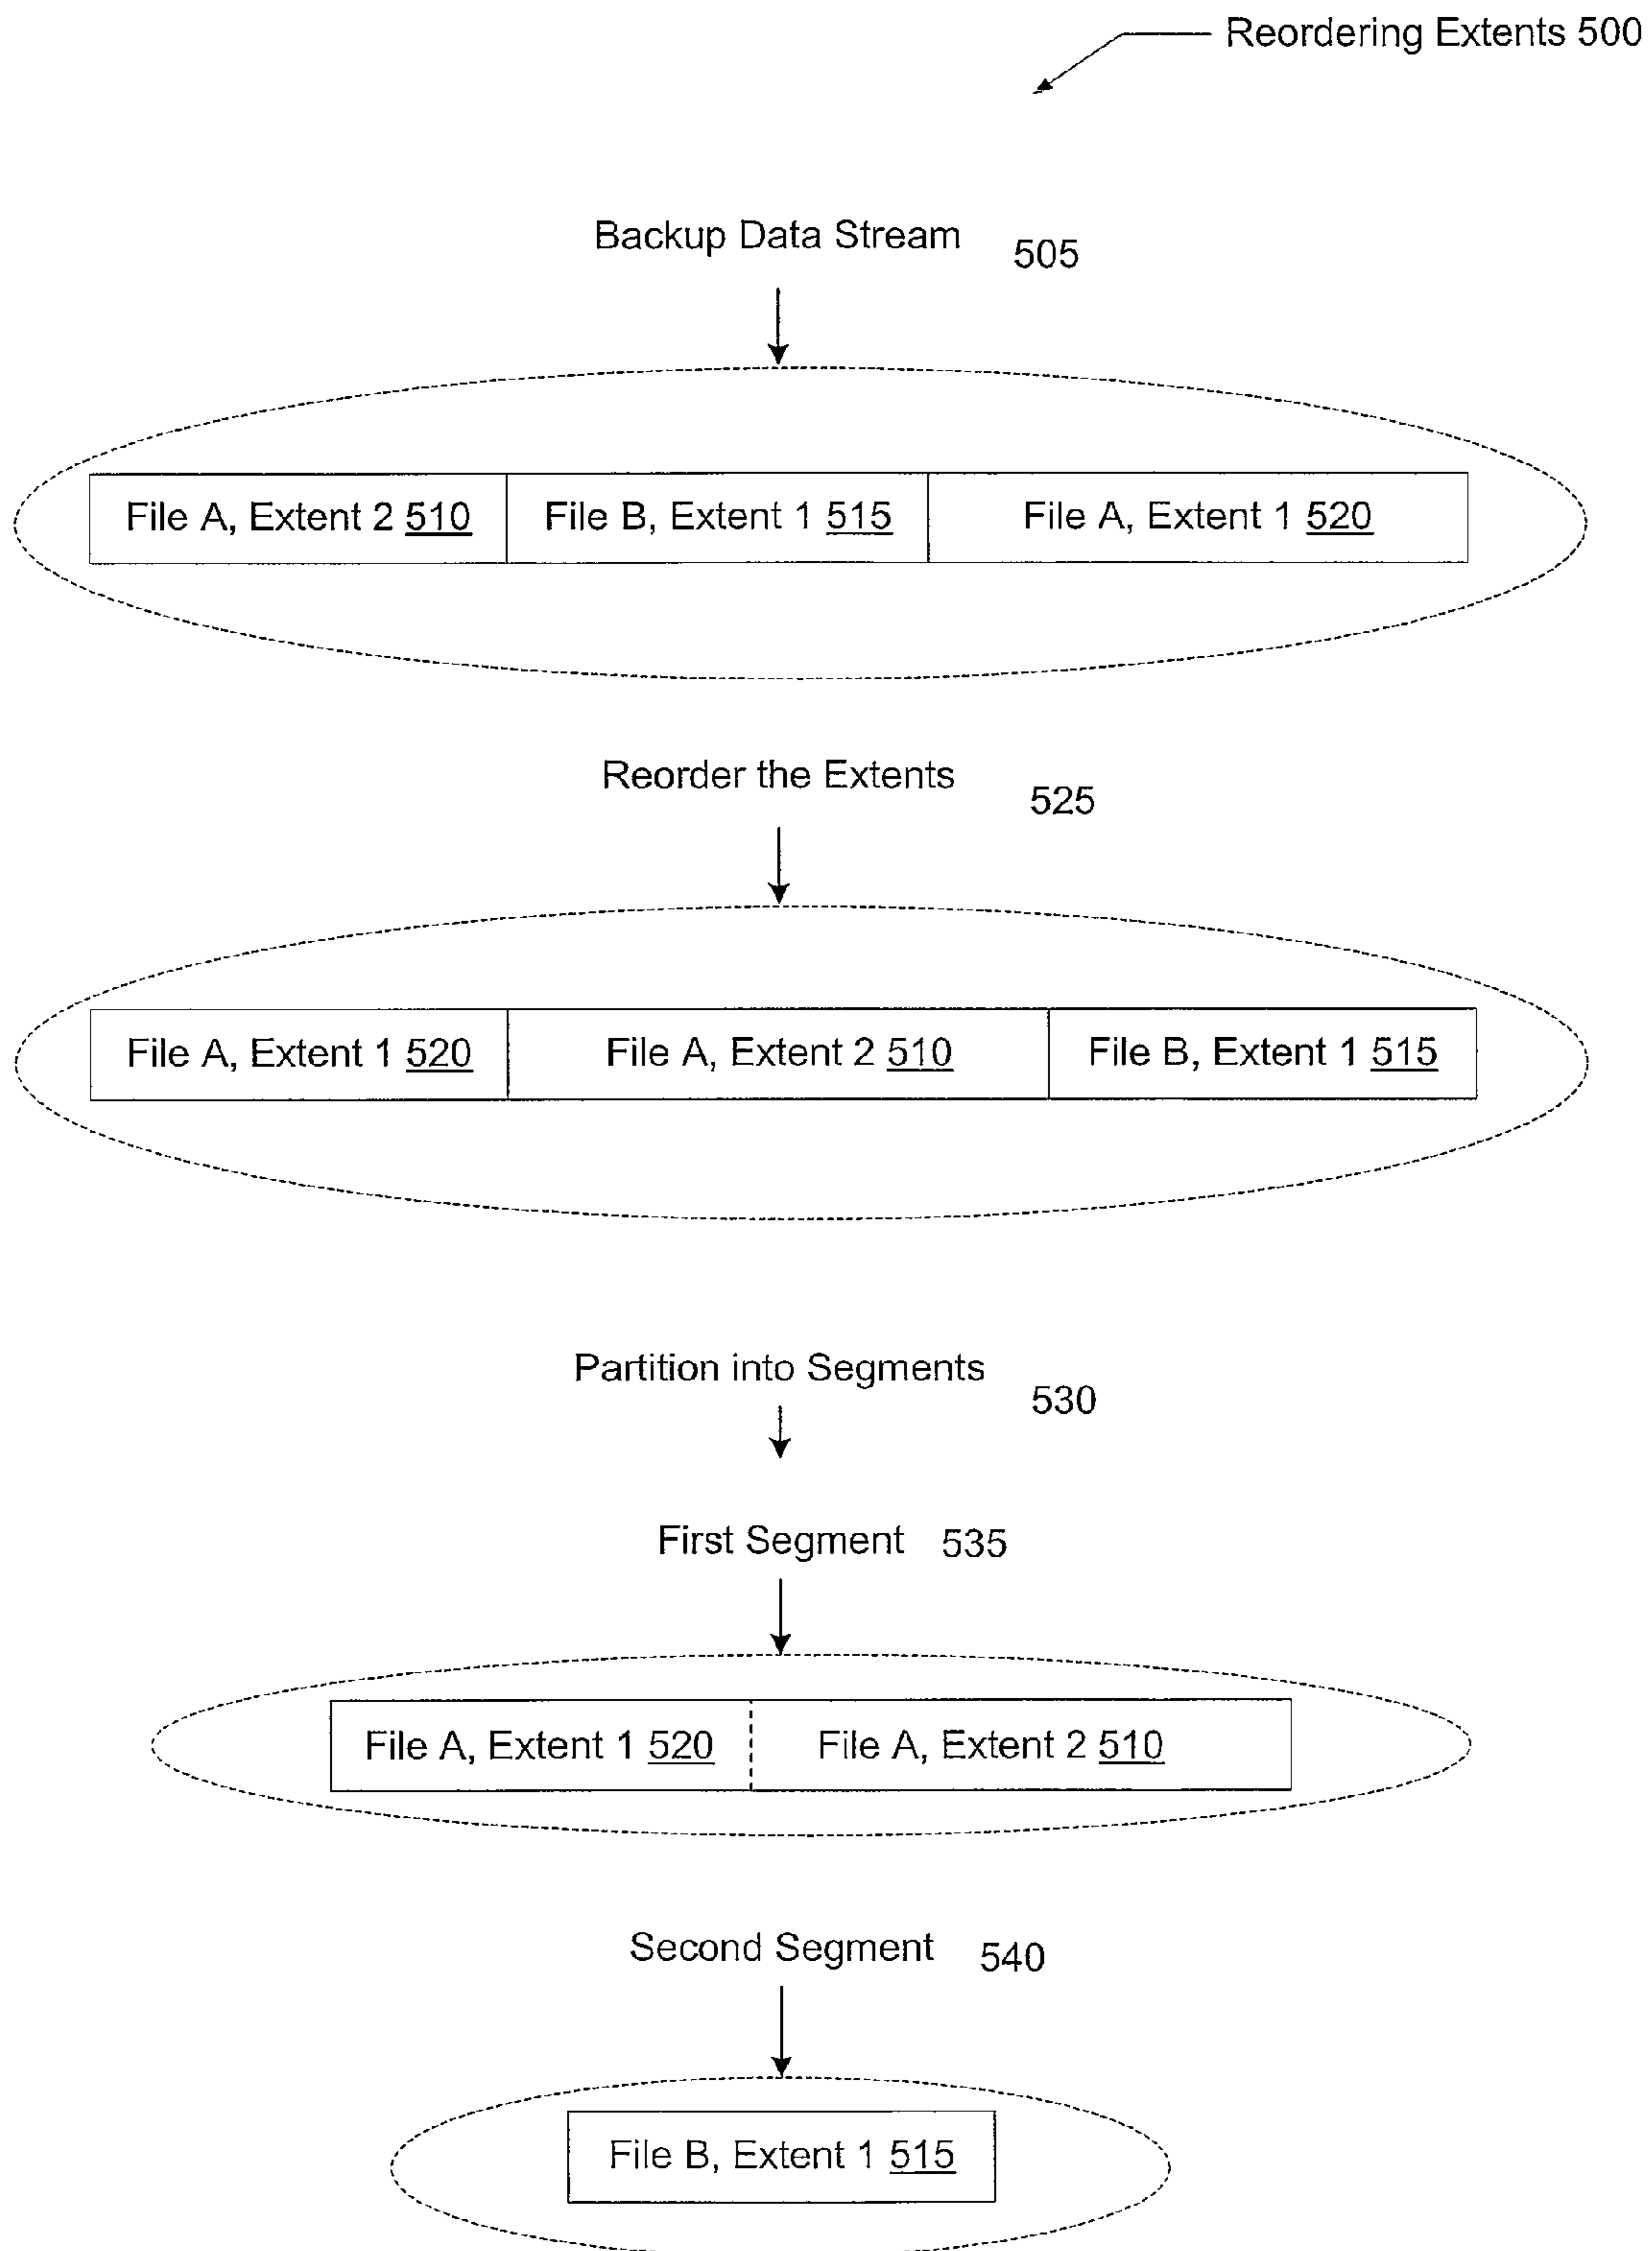 Reordering Extents 500
Backup Data Stream 505
File A, Extent 2 510 File B, Extent 1 515 File A, Extent 1 520
Reorder the Extents 525
File A, Extent 1 520 File A, Extent 2 510 File B, Extent 1 515
Partition into Segments 530
First Segment 535
File A, Extent 1 520 File A, Extent 2 510
Second Segment 540
File B, Extent 1 515